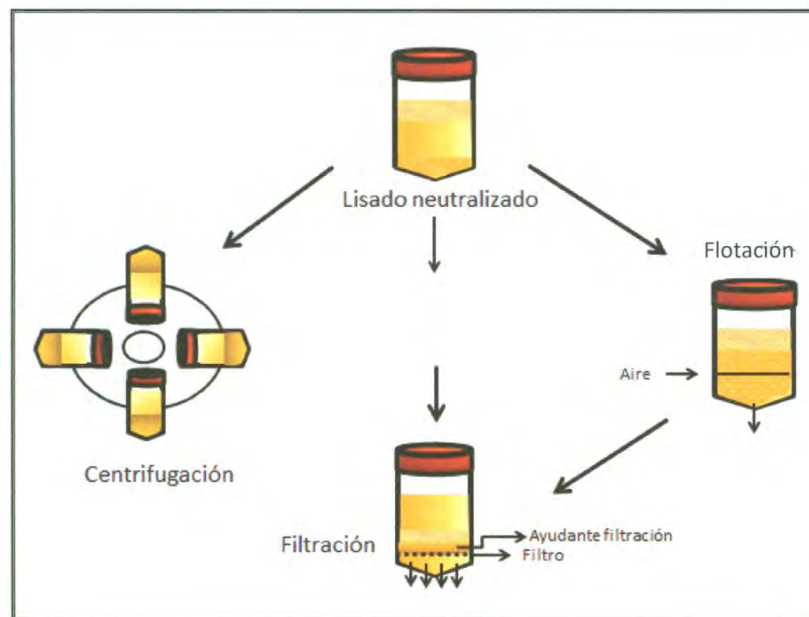 Lisado neutralizado
Flotación
Aire
Centrifugación
Filtración
Ayudante filtración
Filtro